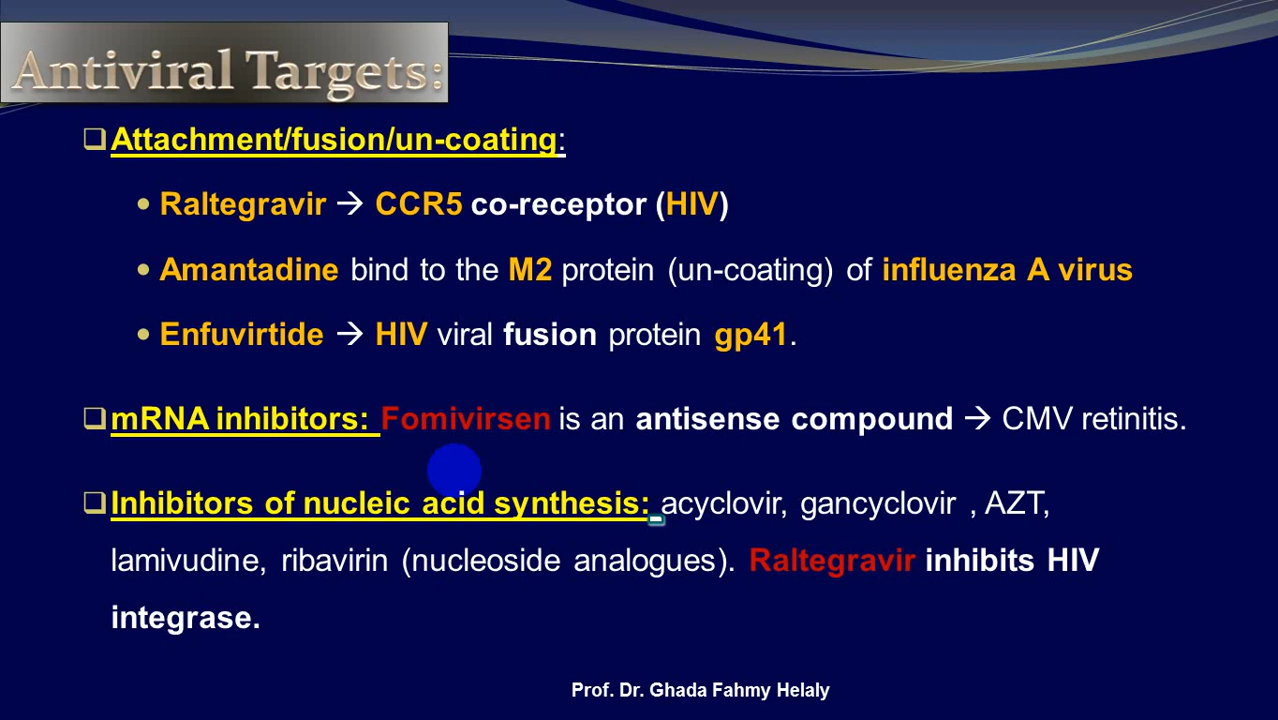 Antiviral Targets:
Attachment/fusion/un-coating:
Raltegravir → CCR5 co-receptor (HIV)
Amantadine bind to the M2 protein (un-coating) of influenza A virus
Enfuvirtide → HIV viral fusion protein gp41.
mRNA inhibitors: Fomivirsen is an antisense compound → CMV retinitis.
Inhibitors of nucleic acid synthesis: acyclovir, gancyclovir , AZT,
lamivudine, ribavirin (nucleoside analogues). Raltegravir inhibits HIV
integrase.
Prof. Dr. Ghada Fahmy Helaly